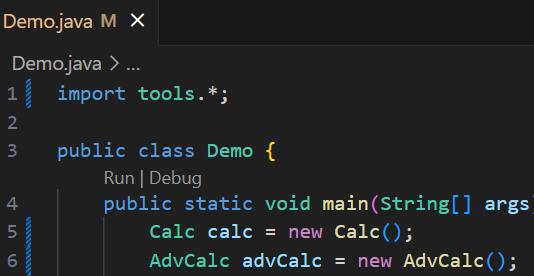 Demo.java M ×
Demo.java > ...
1 import tools.*;
2
3 public class Demo {
Run | Debug
4 public static void main(String[] args)
5 Calc calc = new Calc();
6 AdvCalc advCalc = new AdvCalc();